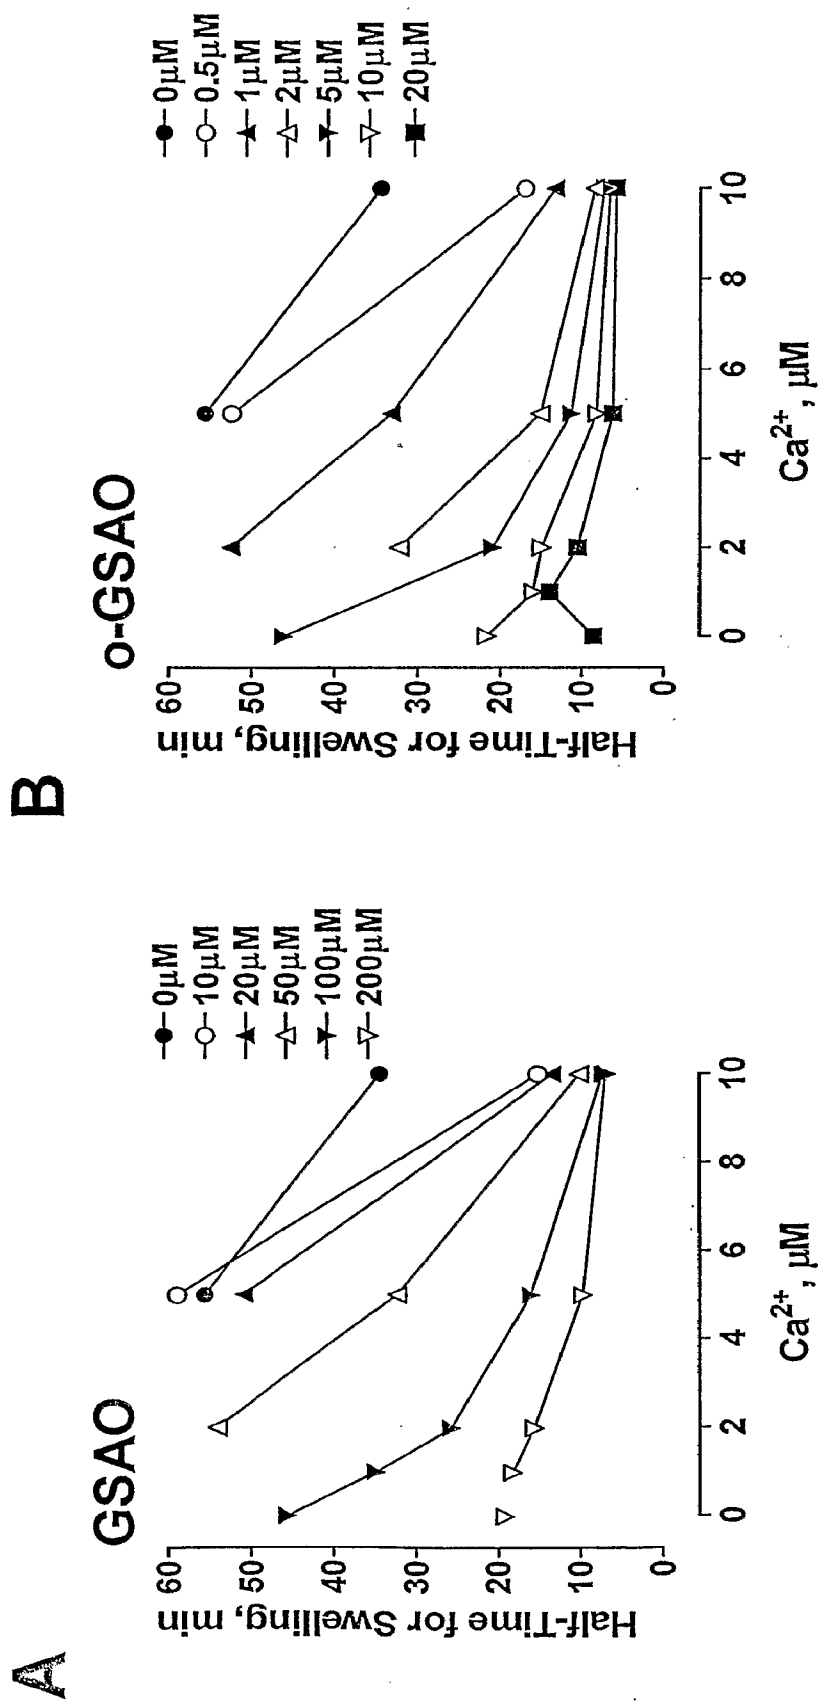 A
GSAO
Half-Time for Swelling, min
60
50
40
30
20
10
0
0 2 4 6 8 10
Ca²⁺, µM
0µM
10µM
20µM
50µM
100µM
200µM
B
o-GSAO
Half-Time for Swelling, min
60
50
40
30
20
10
0
0 2 4 6 8 10
Ca²⁺, µM
0µM
0.5µM
1µM
2µM
5µM
10µM
20µM